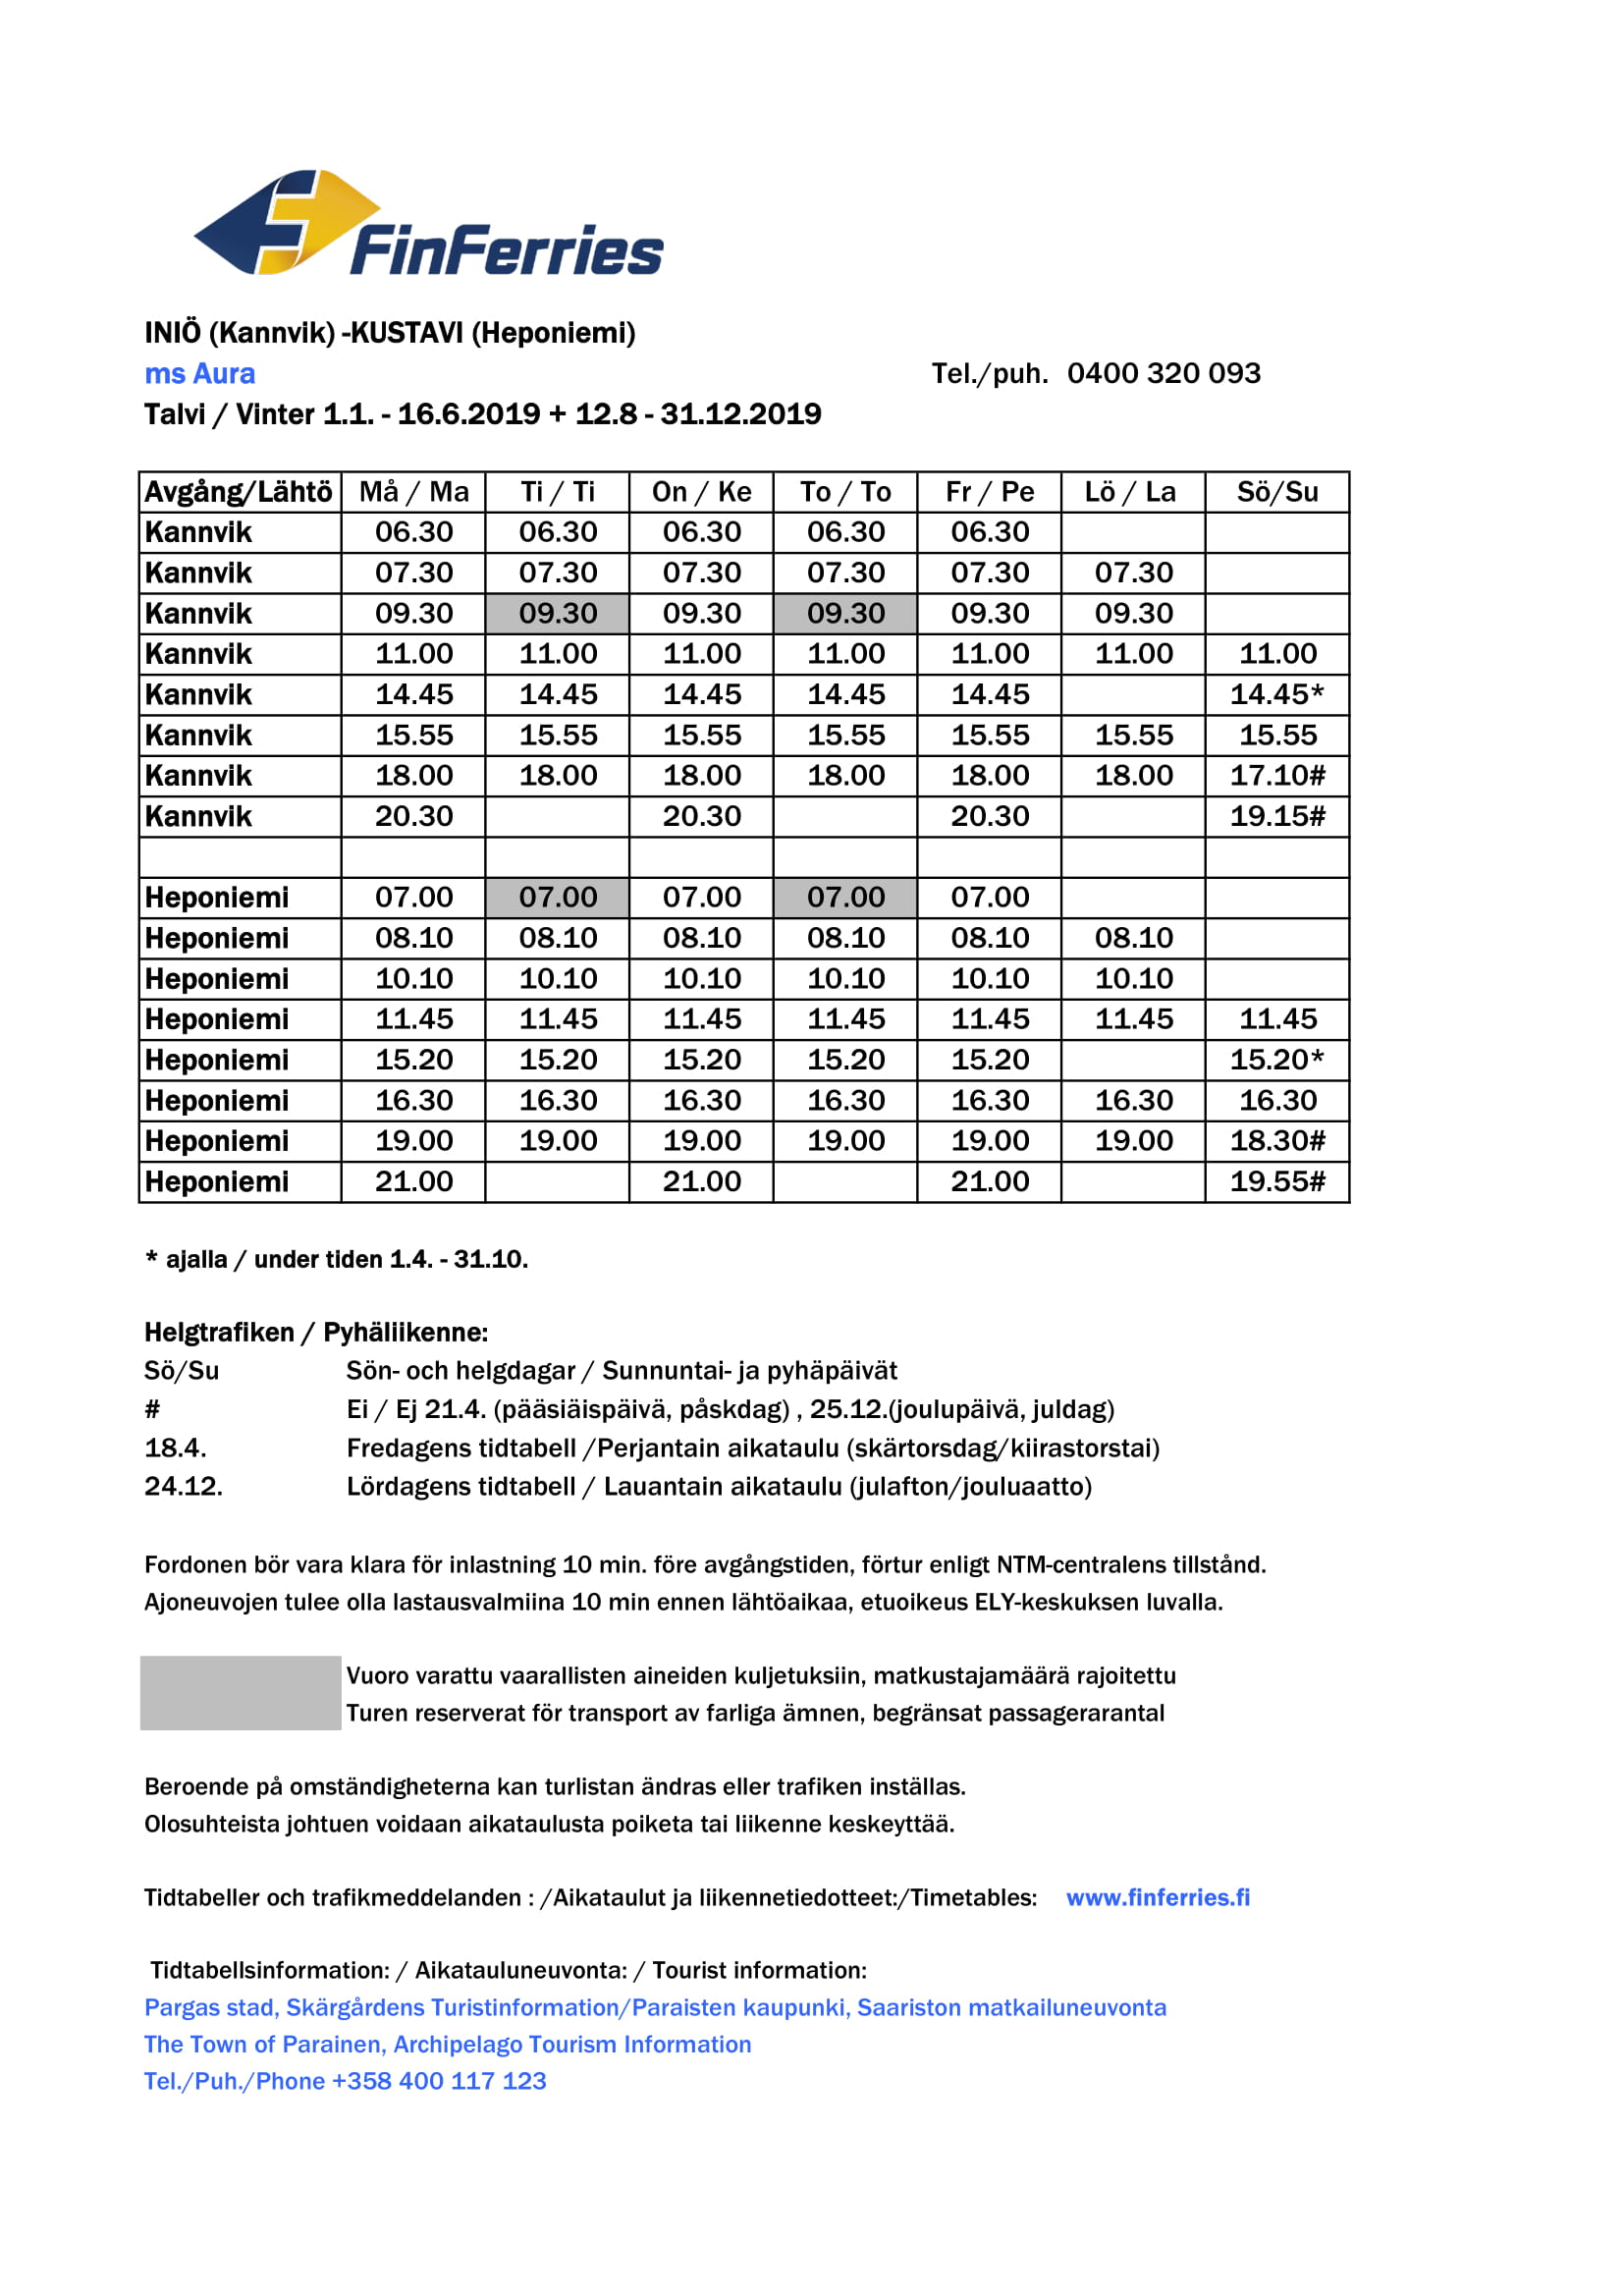 FinFerries
INIÖ (Kannvik) -KUSTAVI (Heponiemi)
ms Aura Tel./puh. 0400 320 093
Talvi / Vinter 1.1. - 16.6.2019 + 12.8 - 31.12.2019
Avgång/Lähtö Må / Ma Ti / Ti On / Ke To / To Fr / Pe Lö / La Sö/Su
Kannvik 06.30 06.30 06.30 06.30 06.30
Kannvik 07.30 07.30 07.30 07.30 07.30 07.30
Kannvik 09.30 09.30 09.30 09.30 09.30 09.30
Kannvik 11.00 11.00 11.00 11.00 11.00 11.00 11.00
Kannvik 14.45 14.45 14.45 14.45 14.45 14.45*
Kannvik 15.55 15.55 15.55 15.55 15.55 15.55 15.55
Kannvik 18.00 18.00 18.00 18.00 18.00 18.00 17.10#
Kannvik 20.30 20.30 20.30 19.15#
Heponiemi 07.00 07.00 07.00 07.00 07.00
Heponiemi 08.10 08.10 08.10 08.10 08.10 08.10
Heponiemi 10.10 10.10 10.10 10.10 10.10 10.10
Heponiemi 11.45 11.45 11.45 11.45 11.45 11.45 11.45
Heponiemi 15.20 15.20 15.20 15.20 15.20 15.20*
Heponiemi 16.30 16.30 16.30 16.30 16.30 16.30 16.30
Heponiemi 19.00 19.00 19.00 19.00 19.00 19.00 18.30#
Heponiemi 21.00 21.00 21.00 19.55#
* ajalla / under tiden 1.4. - 31.10.
Helgtrafiken / Pyhäliikenne:
Sö/Su Sön- och helgdagar / Sunnuntai- ja pyhäpäivät
# Ei / Ej 21.4. (pääsiäispäivä, påskdag) , 25.12.(joulupäivä, juldag)
18.4. Fredagens tidtabell /Perjantain aikataulu (skärtorsdag/kiirastorstai)
24.12. Lördagens tidtabell / Lauantain aikataulu (julafton/jouluaatto)
Fordonen bör vara klara för inlastning 10 min. före avgångstiden, förtur enligt NTM-centralens tillstånd.
Ajoneuvojen tulee olla lastausvalmiina 10 min ennen lähtöaikaa, etuoikeus ELY-keskuksen luvalla.
Vuoro varattu vaarallisten aineiden kuljetuksiin, matkustajamäärä rajoitettu
Turen reserverat för transport av farliga ämnen, begränsat passagerarantal
Beroende på omständigheterna kan turlistan ändras eller trafiken inställas.
Olosuhteista johtuen voidaan aikataulusta poiketa tai liikenne keskeyttää.
Tidtabeller och trafikmeddelanden : /Aikataulut ja liikennetiedotteet:/Timetables: www.finferries.fi
Tidtabellsinformation: / Aikatauluneuvonta: / Tourist information:
Pargas stad, Skärgårdens Turistinformation/Paraisten kaupunki, Saariston matkailuneuvonta
The Town of Parainen, Archipelago Tourism Information
Tel./Puh./Phone +358 400 117 123